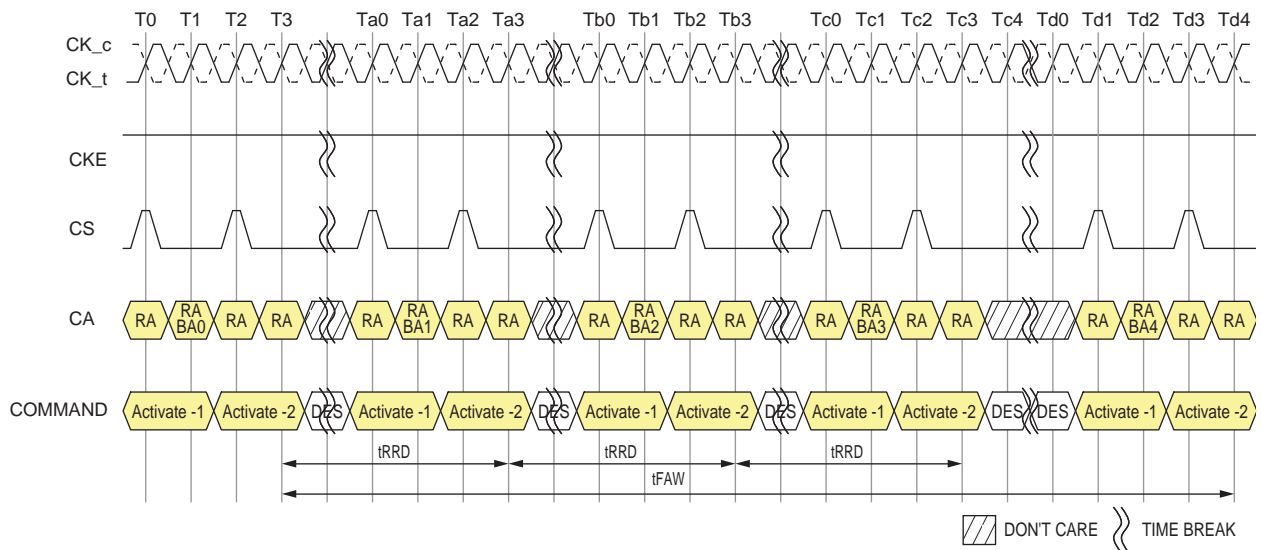 T0 T1 T2 T3 Ta0 Ta1 Ta2 Ta3 Tb0 Tb1 Tb2 Tb3 Tc0 Tc1 Tc2 Tc3 Tc4 Td0 Td1 Td2 Td3 Td4
CK_c
CK_t
CKE
CS
CA RA RA BA0 RA RA RA RA BA1 RA RA RA RA BA2 RA RA RA RA BA3 RA RA RA RA BA4 RA RA
COMMAND Activate -1 Activate -2 DES Activate -1 Activate -2 DES Activate -1 Activate -2 DES Activate -1 Activate -2 DES DES Activate -1 Activate -2
tRRD tRRD tRRD
tFAW
DON'T CARE TIME BREAK